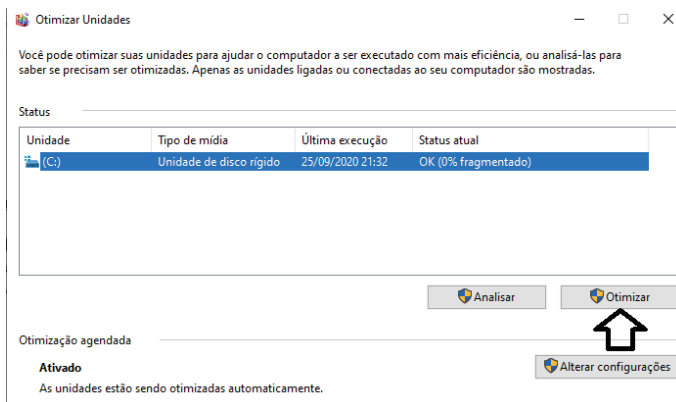 Otimizar Unidades
Você pode otimizar suas unidades para ajudar o computador a ser executado com mais eficiência, ou analisá-las para
saber se precisam ser otimizadas. Apenas as unidades ligadas ou conectadas ao seu computador são mostradas.
Status
Unidade Tipo de mídia Última execução Status atual
(C:) Unidade de disco rígido 25/09/2020 21:32 OK (0% fragmentado)
Analisar Otimizar
Otimização agendada
Ativado Alterar configurações
As unidades estão sendo otimizadas automaticamente.